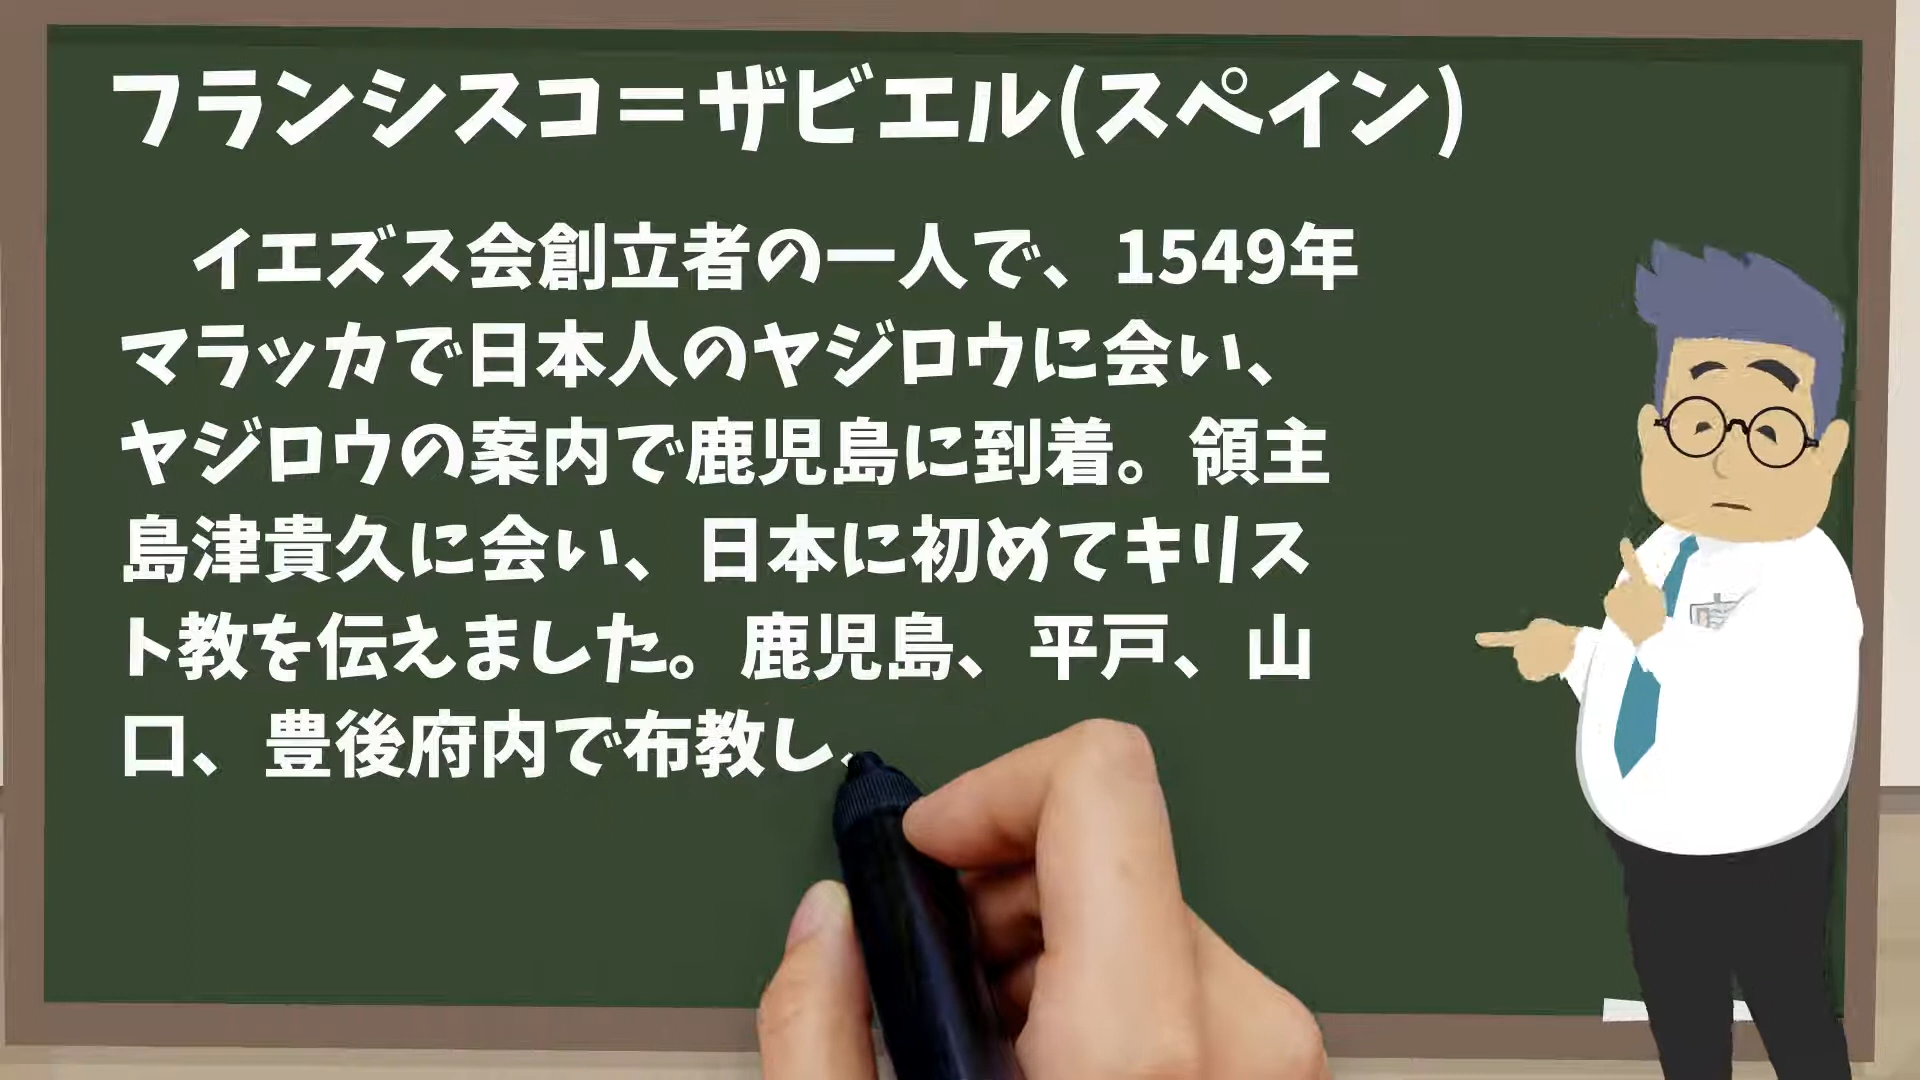 フランシスコ＝ザビエル(スペイン)
イエズス会創立者の一人で、1549年
マラッカで日本人のヤジロウに会い、
ヤジロウの案内で鹿児島に到着。領主
島津貴久に会い、日本に初めてキリス
ト教を伝えました。鹿児島、平戸、山
口、豊後府内で布教し、